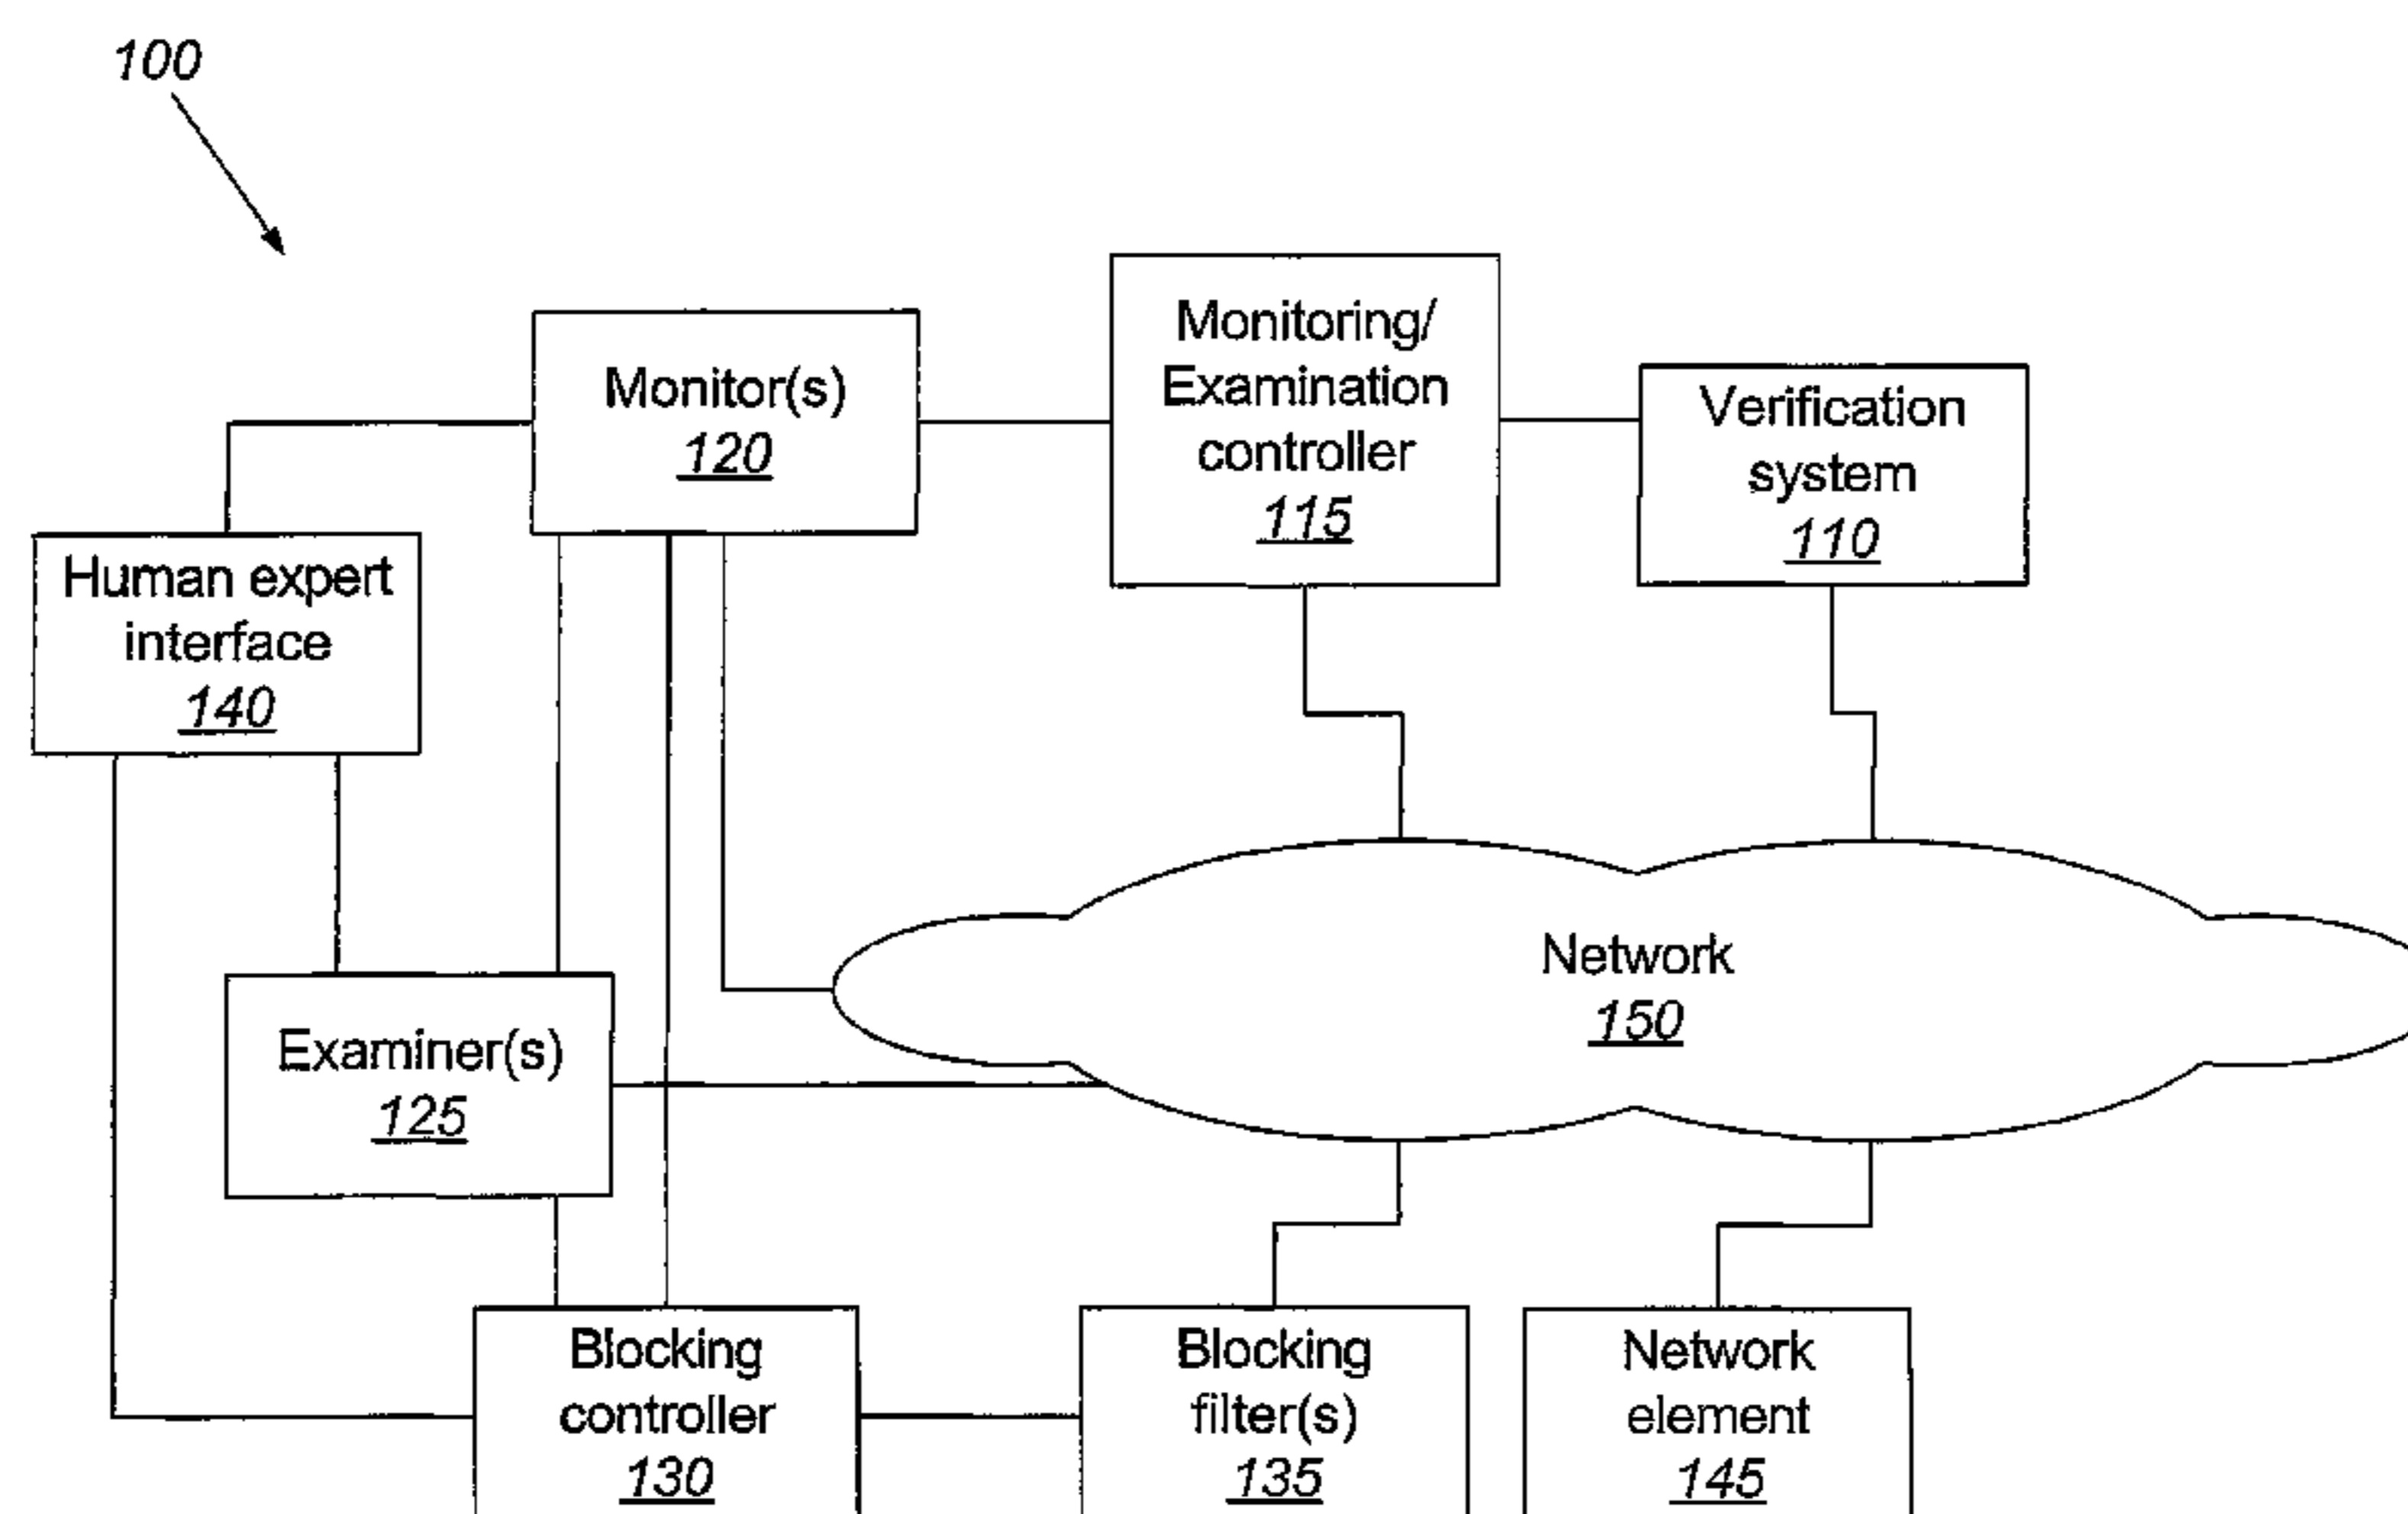 100
Monitor(s)
120
Monitoring/
Examination
controller
115
Verification
system
110
Human expert
interface
140
Network
150
Examiner(s)
125
Blocking
controller
130
Blocking
filter(s)
135
Network
element
145